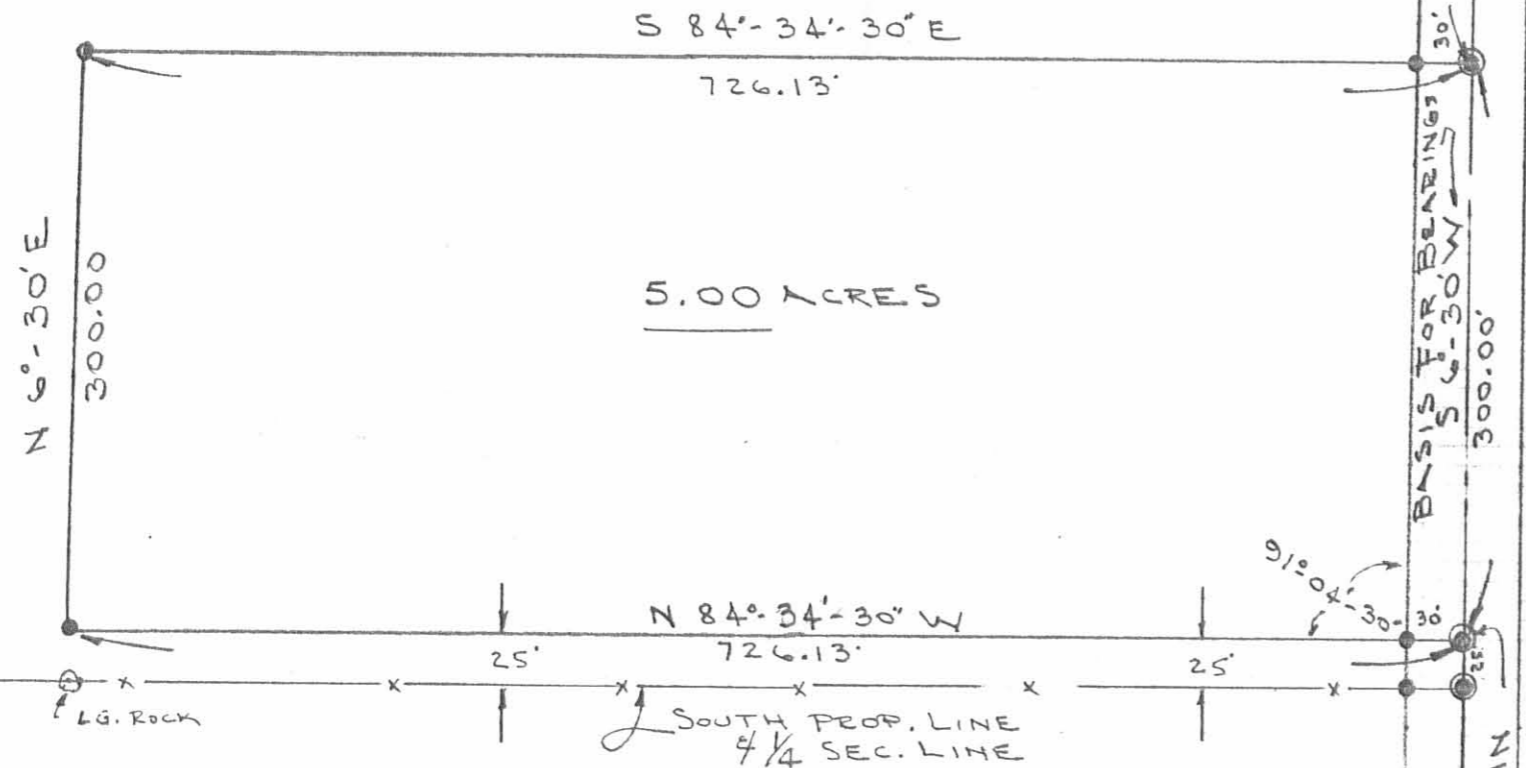 S 84°-34'-30" E
30'
726.13'
N 6°-30' E
300.00
5.00 ACRES
BASIS FOR BEARINGS
S 6°-30' W
300.00'
91°04'-30"
N 84°-34'-30" W
30'
25'
726.13'
25'
25'
LG. ROCK
SOUTH PROP. LINE
& 1/4 SEC. LINE